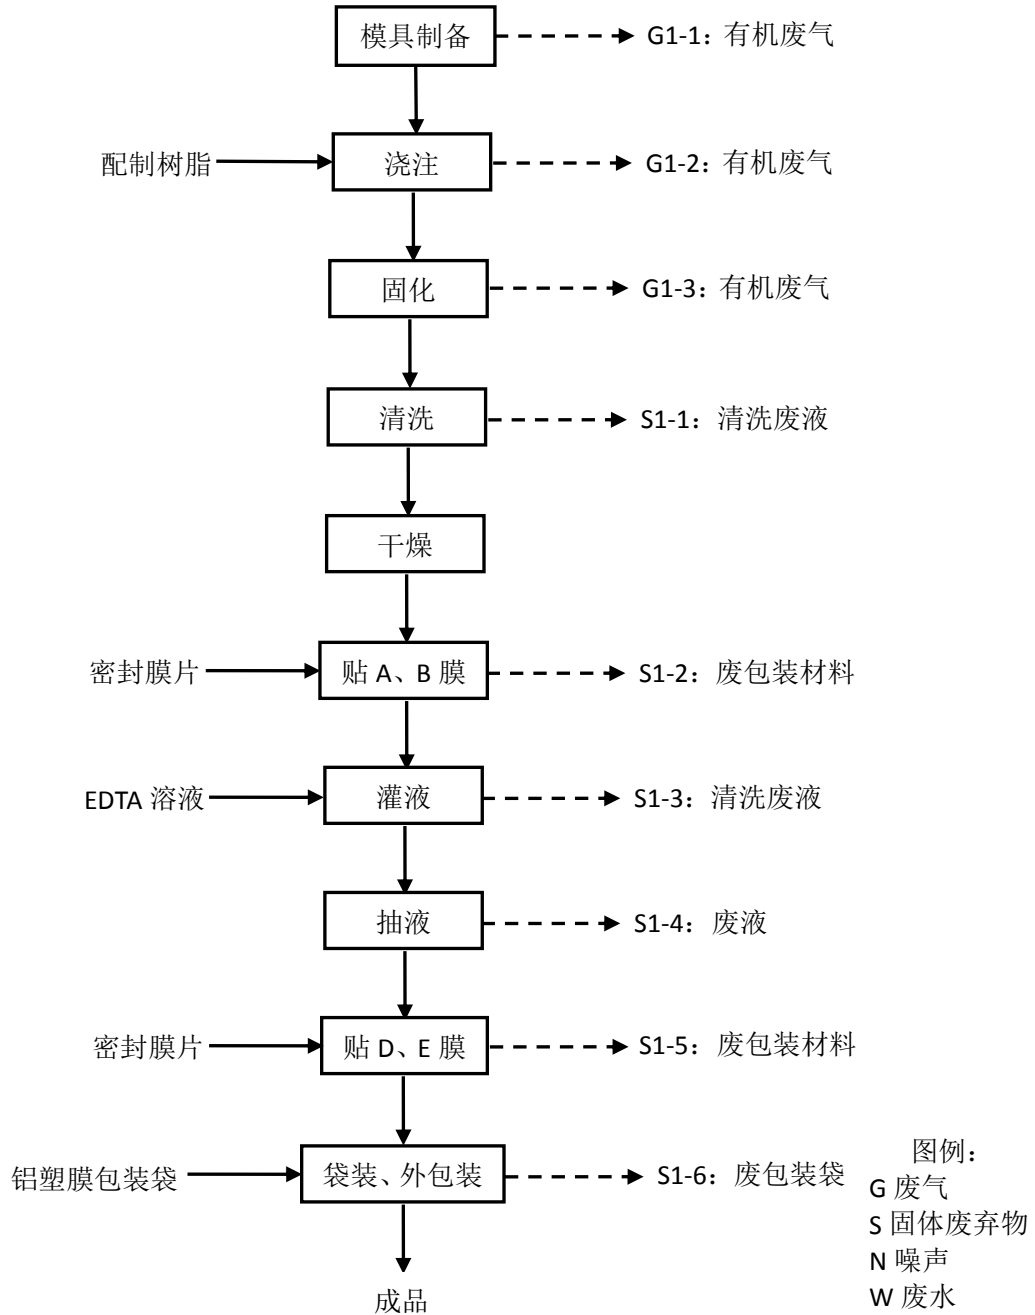 模具制备
G1-1：有机废气
配制树脂
浇注
G1-2：有机废气
固化
G1-3：有机废气
清洗
S1-1：清洗废液
干燥
密封膜片
贴 A、B 膜
S1-2：废包装材料
EDTA 溶液
灌液
S1-3：清洗废液
抽液
S1-4：废液
密封膜片
贴 D、E 膜
S1-5：废包装材料
铝塑膜包装袋
袋装、外包装
S1-6：废包装袋
成品
图例：
G 废气
S 固体废弃物
N 噪声
W 废水